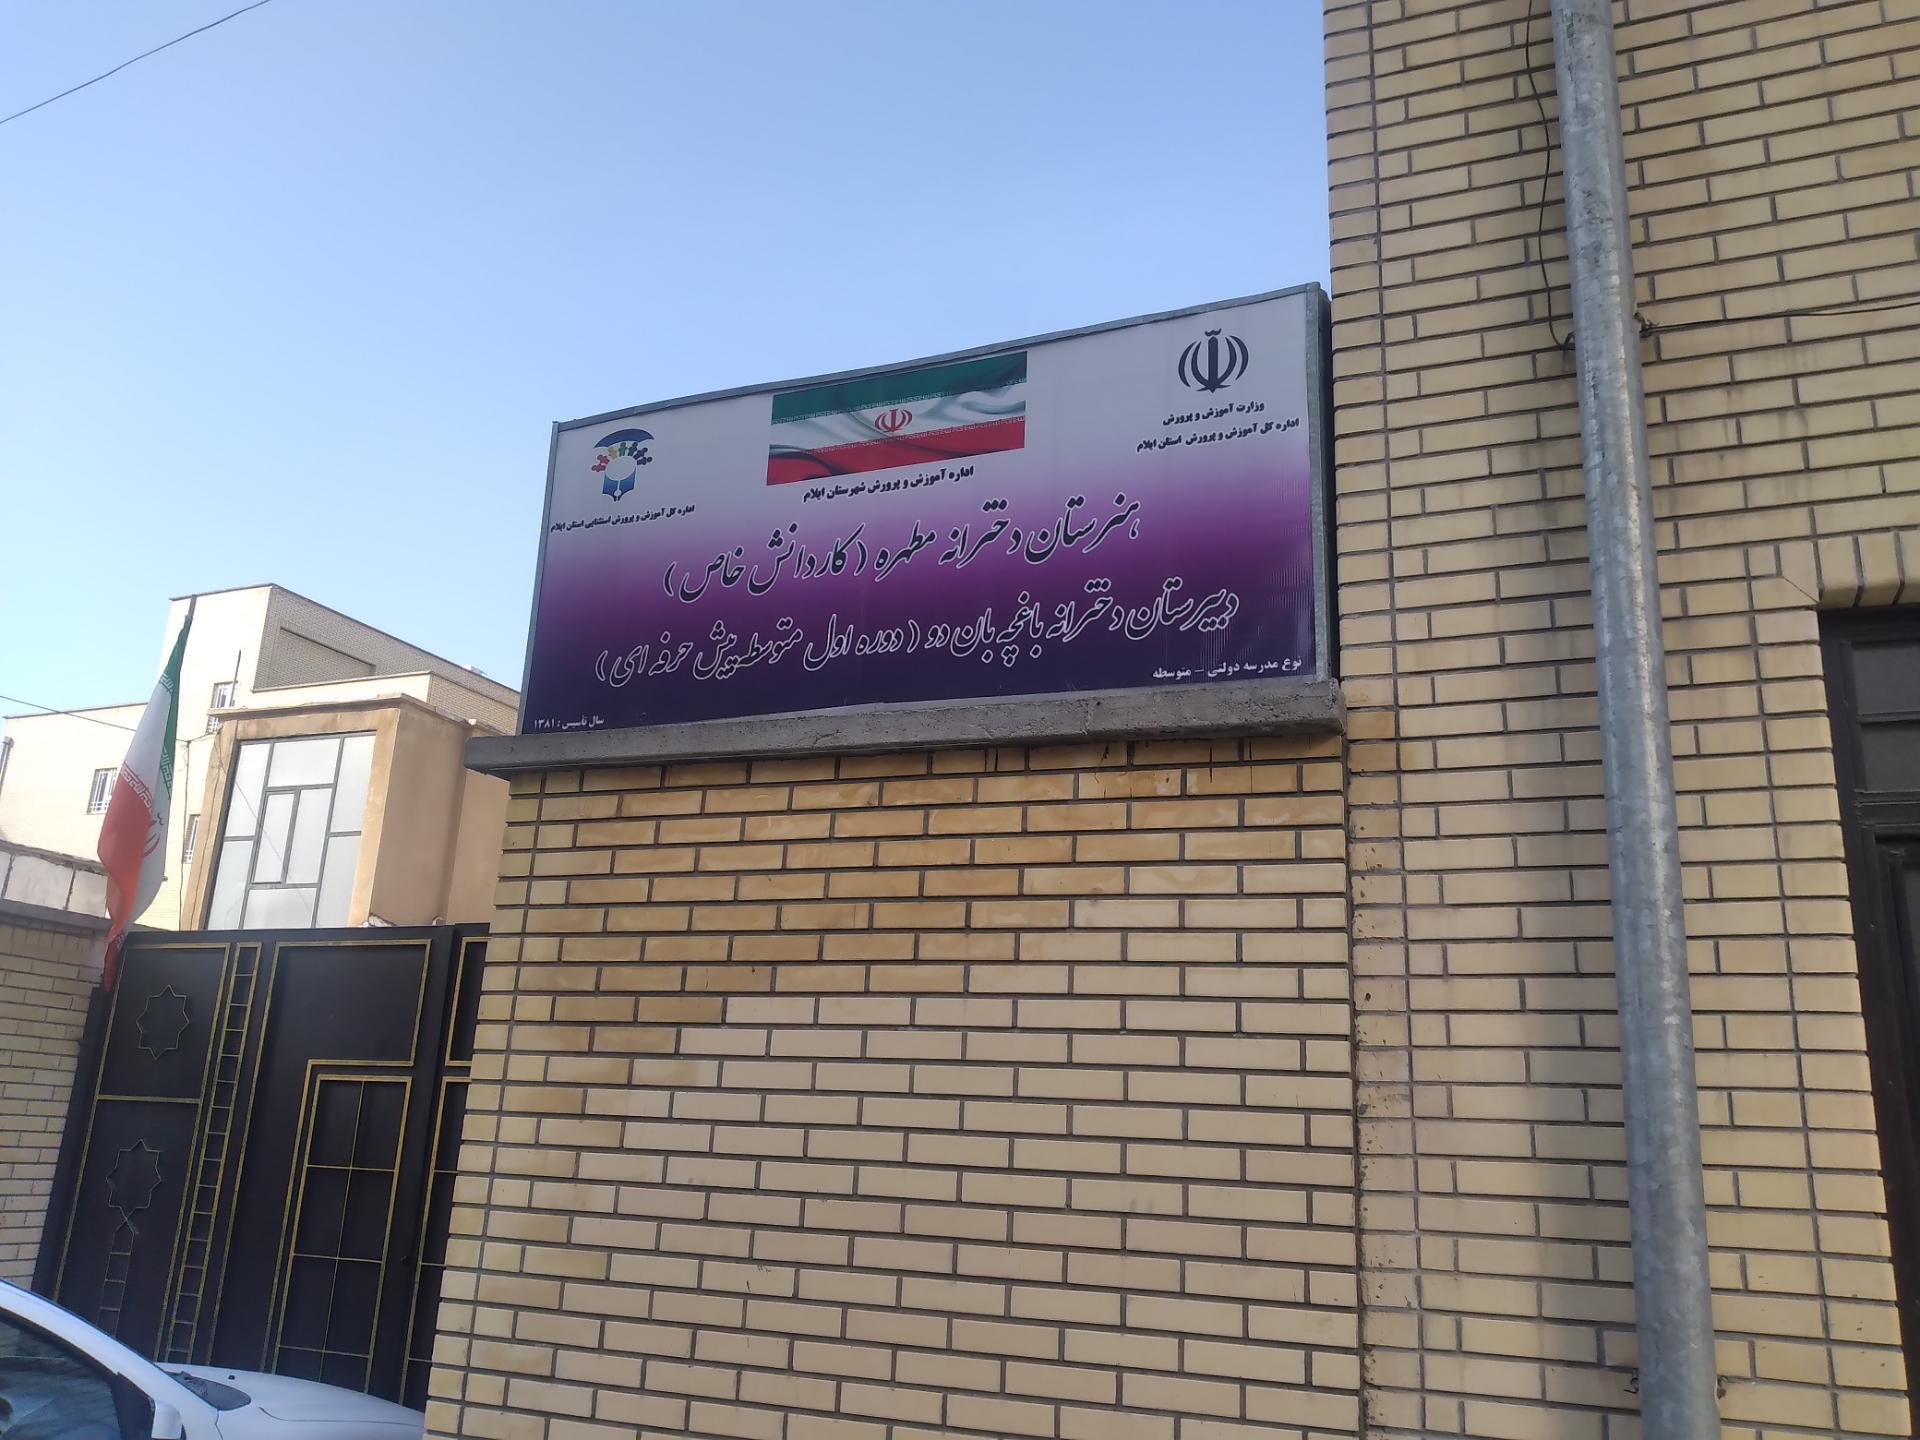 وزارت آموزش و پرورش
اداره کل آموزش و پرورش استان ایلام
اداره آموزش و پرورش شهرستان ایلام
اداره کل آموزش و پرورش استثنایی استان ایلام
هنرستان دخترانه مطهره (کاردانش خاص)
دبیرستان دخترانه باغچه بان دو (دوره اول متوسطه پیش حرفه ای)
نوع مدرسه دولتی - متوسطه
سال تأسیس : ۱۳۸۱